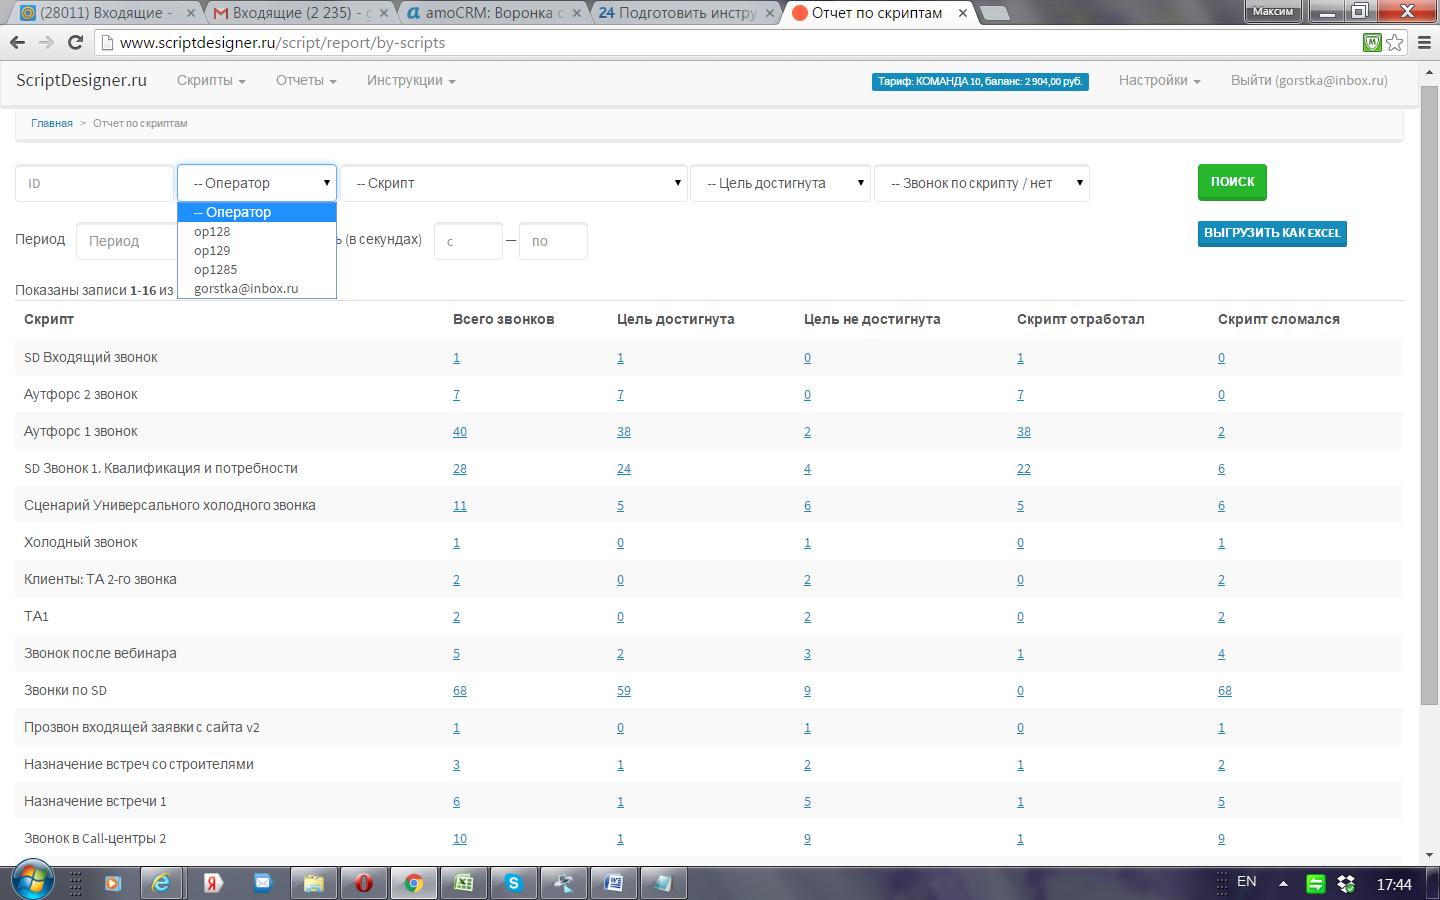 (28011) Входящие -
Входящие (2 235) - g
amoCRM: Воронка с
24 Подготовить инстру
Отчет по скриптам
Максим
www.scriptdesigner.ru/script/report/by-scripts
ScriptDesigner.ru Скрипты Отчеты Инструкции Тариф: КОМАНДА 10, баланс: 2 904,00 руб. Настройки Выйти (gorstka@inbox.ru)
Главная > Отчет по скриптам
ID -- Оператор -- Скрипт -- Цель достигнута -- Звонок по скрипту / нет ПОИСК
-- Оператор
op128
op129
op1285
gorstka@inbox.ru
Период Период ь (в секундах) с — по ВЫГРУЗИТЬ КАК EXCEL
Показаны записи 1-16 из
Скрипт Всего звонков Цель достигнута Цель не достигнута Скрипт отработал Скрипт сломался
SD Входящий звонок 1 1 0 1 0
Аутфорс 2 звонок 7 7 0 7 0
Аутфорс 1 звонок 40 38 2 38 2
SD Звонок 1. Квалификация и потребности 28 24 4 22 6
Сценарий Универсального холодного звонка 11 5 6 5 6
Холодный звонок 1 0 1 0 1
Клиенты: ТА 2-го звонка 2 0 2 0 2
ТА1 2 0 2 0 2
Звонок после вебинара 5 2 3 1 4
Звонки по SD 68 59 9 0 68
Прозвон входящей заявки с сайта v2 1 0 1 0 1
Назначение встреч со строителями 3 1 2 1 2
Назначение встречи 1 6 1 5 1 5
Звонок в Call-центры 2 10 1 9 1 9
EN 17:44